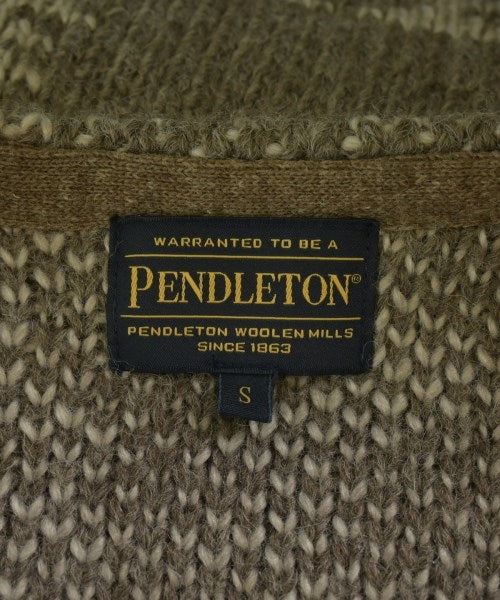 WARRANTED TO BE A
PENDLETON®
PENDLETON WOOLEN MILLS
SINCE 1863
S